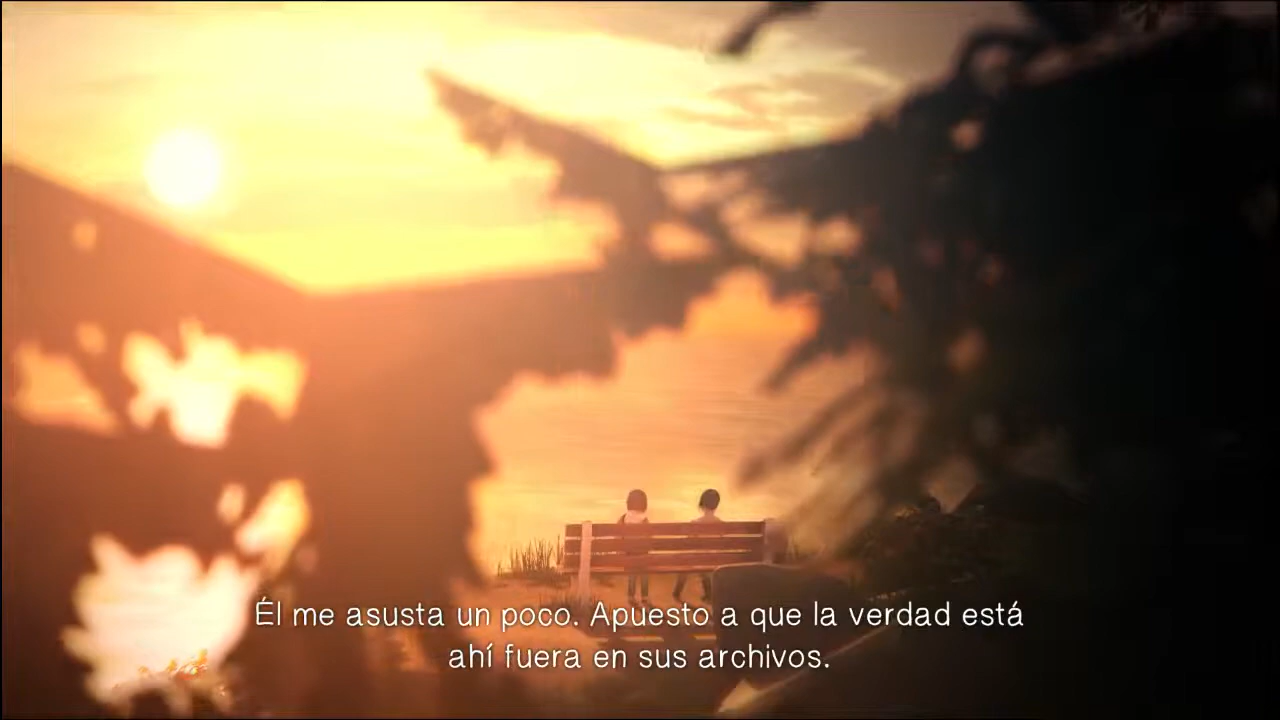 Él me asusta un poco. Apuesto a que la verdad está
ahí fuera en sus archivos.